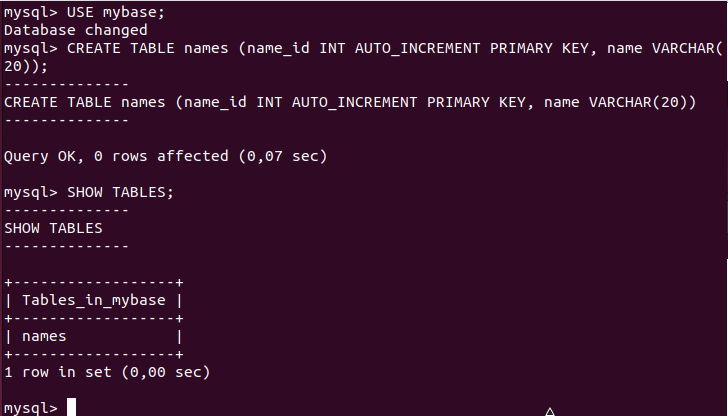 mysql> USE mybase;
Database changed
mysql> CREATE TABLE names (name_id INT AUTO_INCREMENT PRIMARY KEY, name VARCHAR(
20));
--------------
CREATE TABLE names (name_id INT AUTO_INCREMENT PRIMARY KEY, name VARCHAR(20))
--------------

Query OK, 0 rows affected (0,07 sec)

mysql> SHOW TABLES;
--------------
SHOW TABLES
--------------

+------------------+
| Tables_in_mybase |
+------------------+
| names            |
+------------------+
1 row in set (0,00 sec)

mysql>